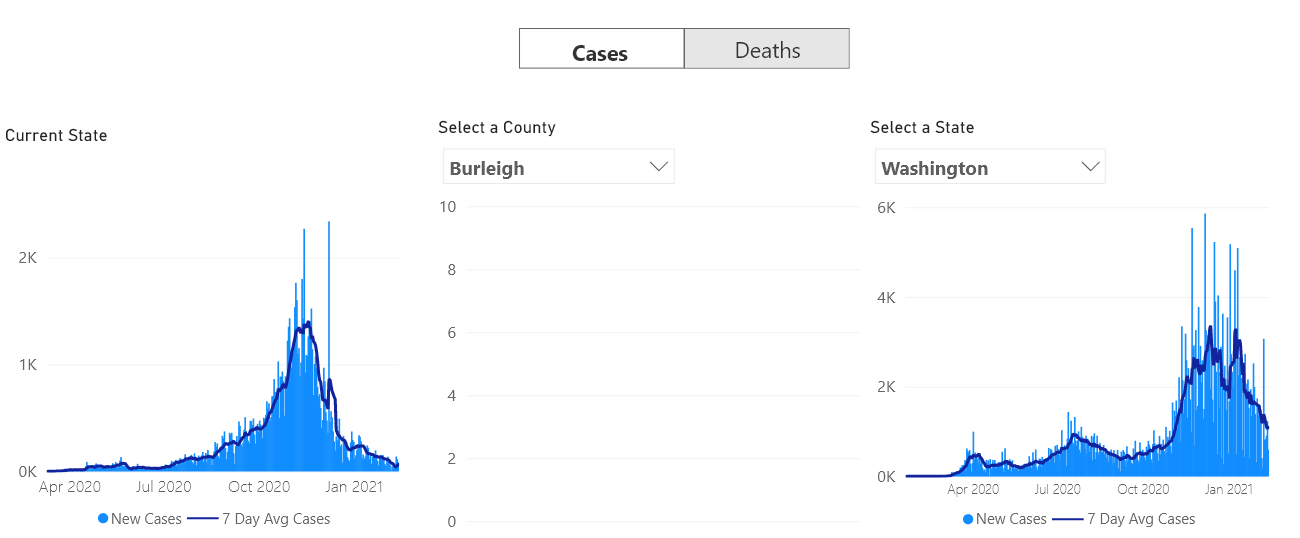 Cases
Deaths
Current State
Select a County
Select a State
Burleigh
Washington
2K
1K
0K
Apr 2020 Jul 2020 Oct 2020 Jan 2021
New Cases 7 Day Avg Cases
10
8
6
4
2
0
6K
4K
2K
0K
Apr 2020 Jul 2020 Oct 2020 Jan 2021
New Cases 7 Day Avg Cases